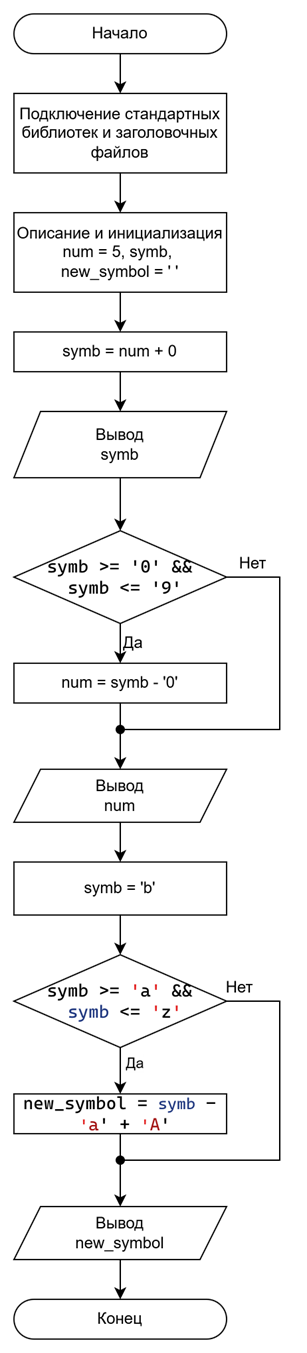 Начало
Подключение стандартных
библиотек и заголовочных
файлов
Описание и инициализация
num = 5, symb,
new_symbol = ' '
symb = num + 0
Вывод
symb
symb >= '0' &&
symb <= '9'
Нет
Да
num = symb - '0'
Вывод
num
symb = 'b'
symb >= 'a' &&
symb <= 'z'
Нет
Да
new_symbol = symb –
'a' + 'A'
Вывод
new_symbol
Конец